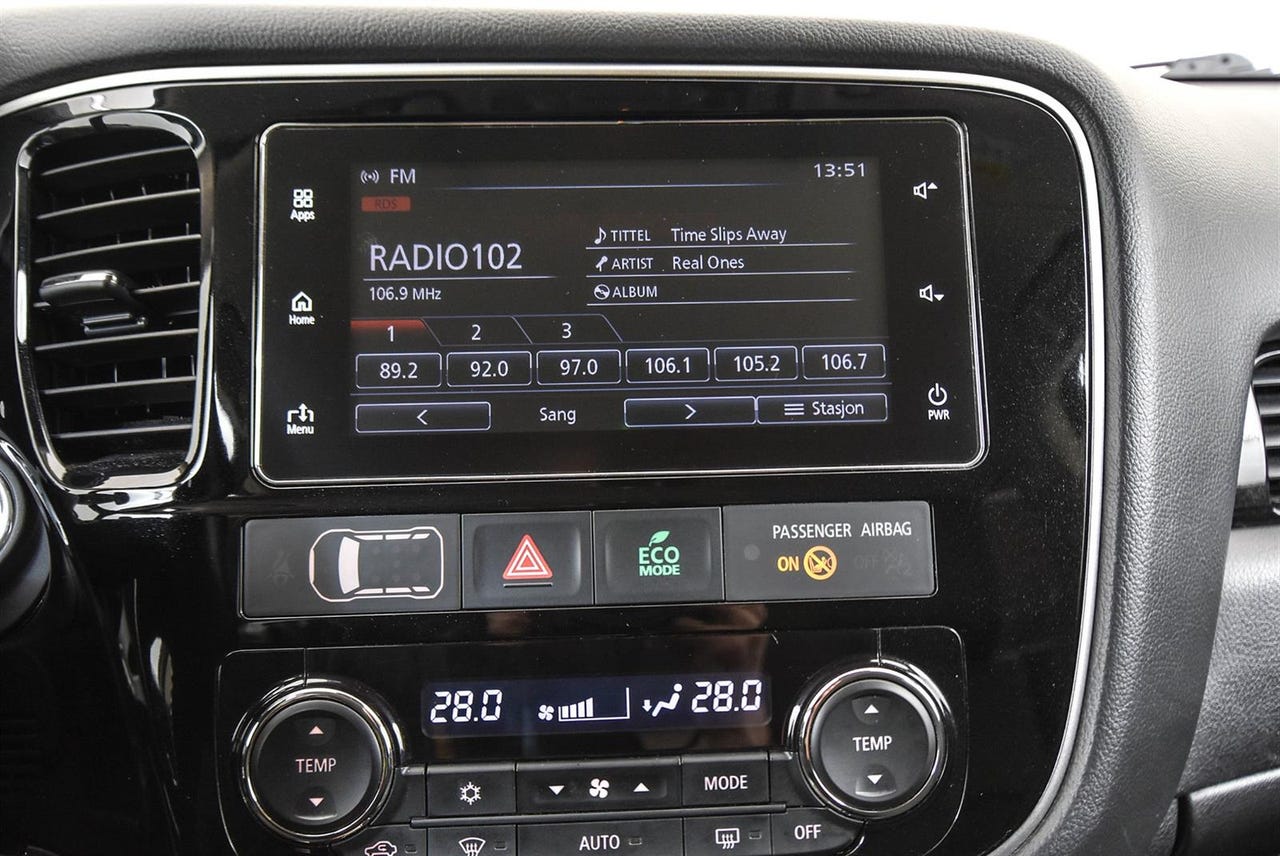 FM
13:51
Apps
RDS
TITTEL Time Slips Away
RADIO102
ARTIST Real Ones
106.9 MHz
ALBUM
Home
1 2 3
89.2 92.0 97.0 106.1 105.2 106.7
< Sang > Stasjon
Menu
PWR
PASSENGER AIRBAG
ECO
MODE
ON OFF
28.0 28.0
TEMP TEMP
MODE
AUTO OFF